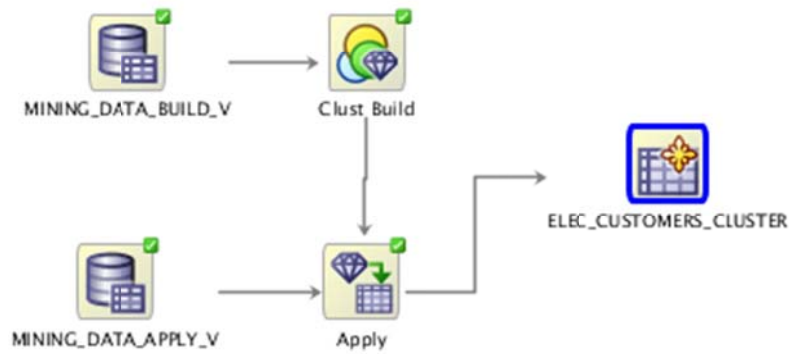 MINING_DATA_BUILD_V
Clust Build
ELEC_CUSTOMERS_CLUSTER
MINING_DATA_APPLY_V
Apply